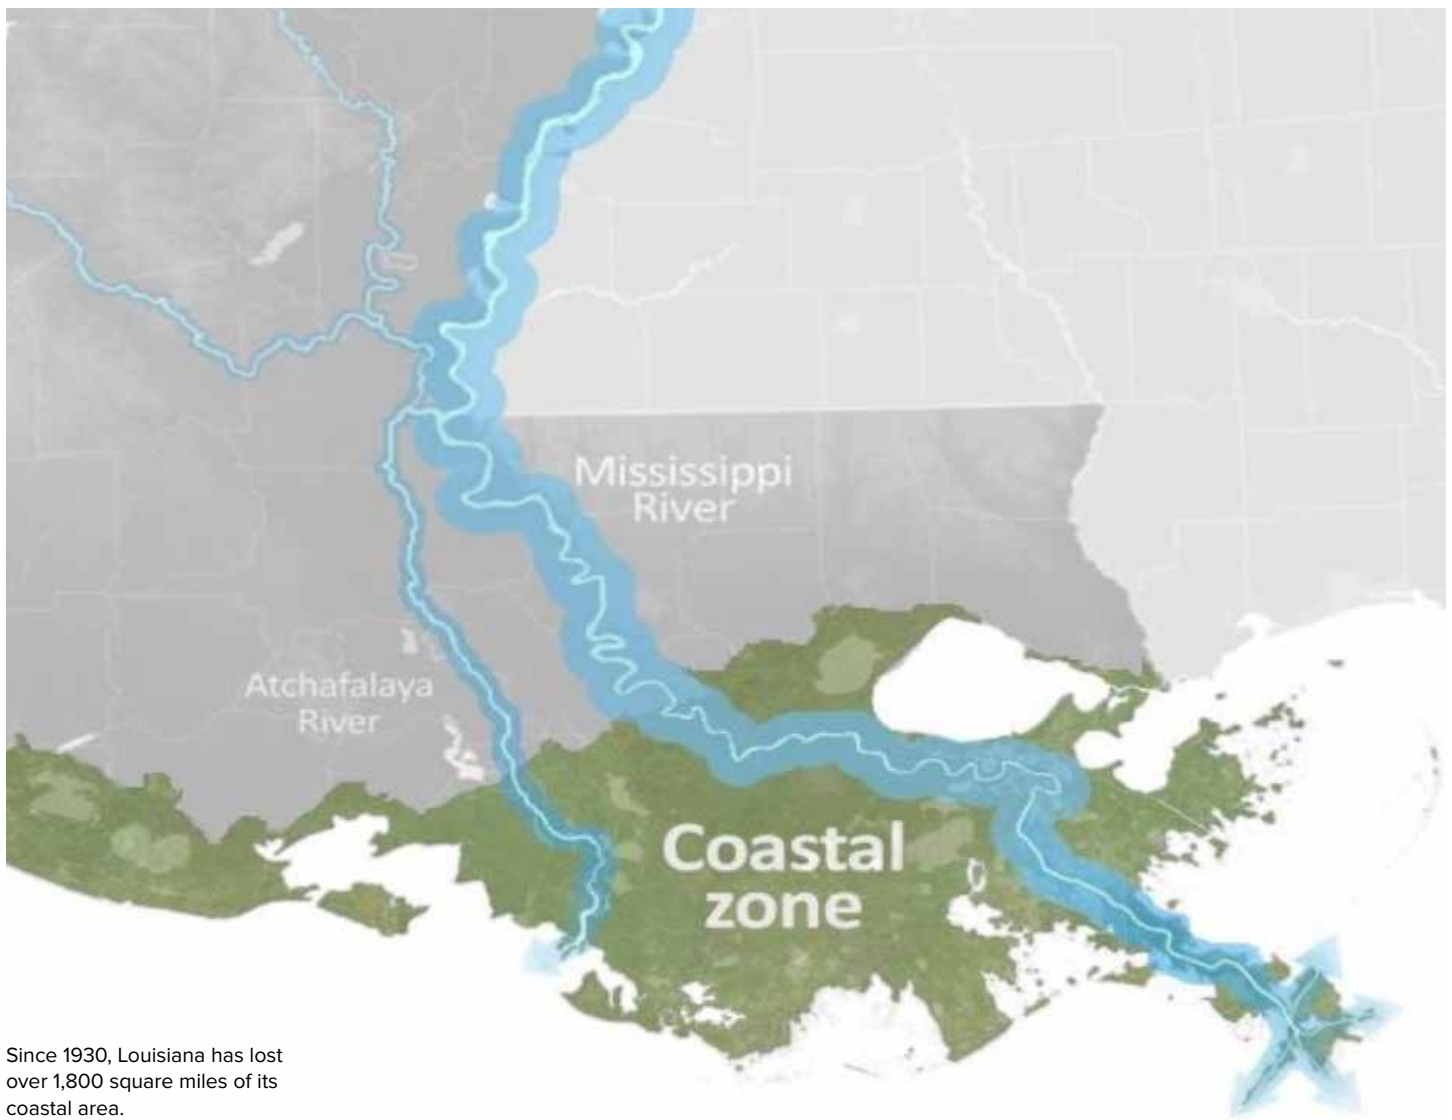 Mississippi
River
Atchafalaya
River
Coastal
zone
Since 1930, Louisiana has lost
over 1,800 square miles of its
coastal area.